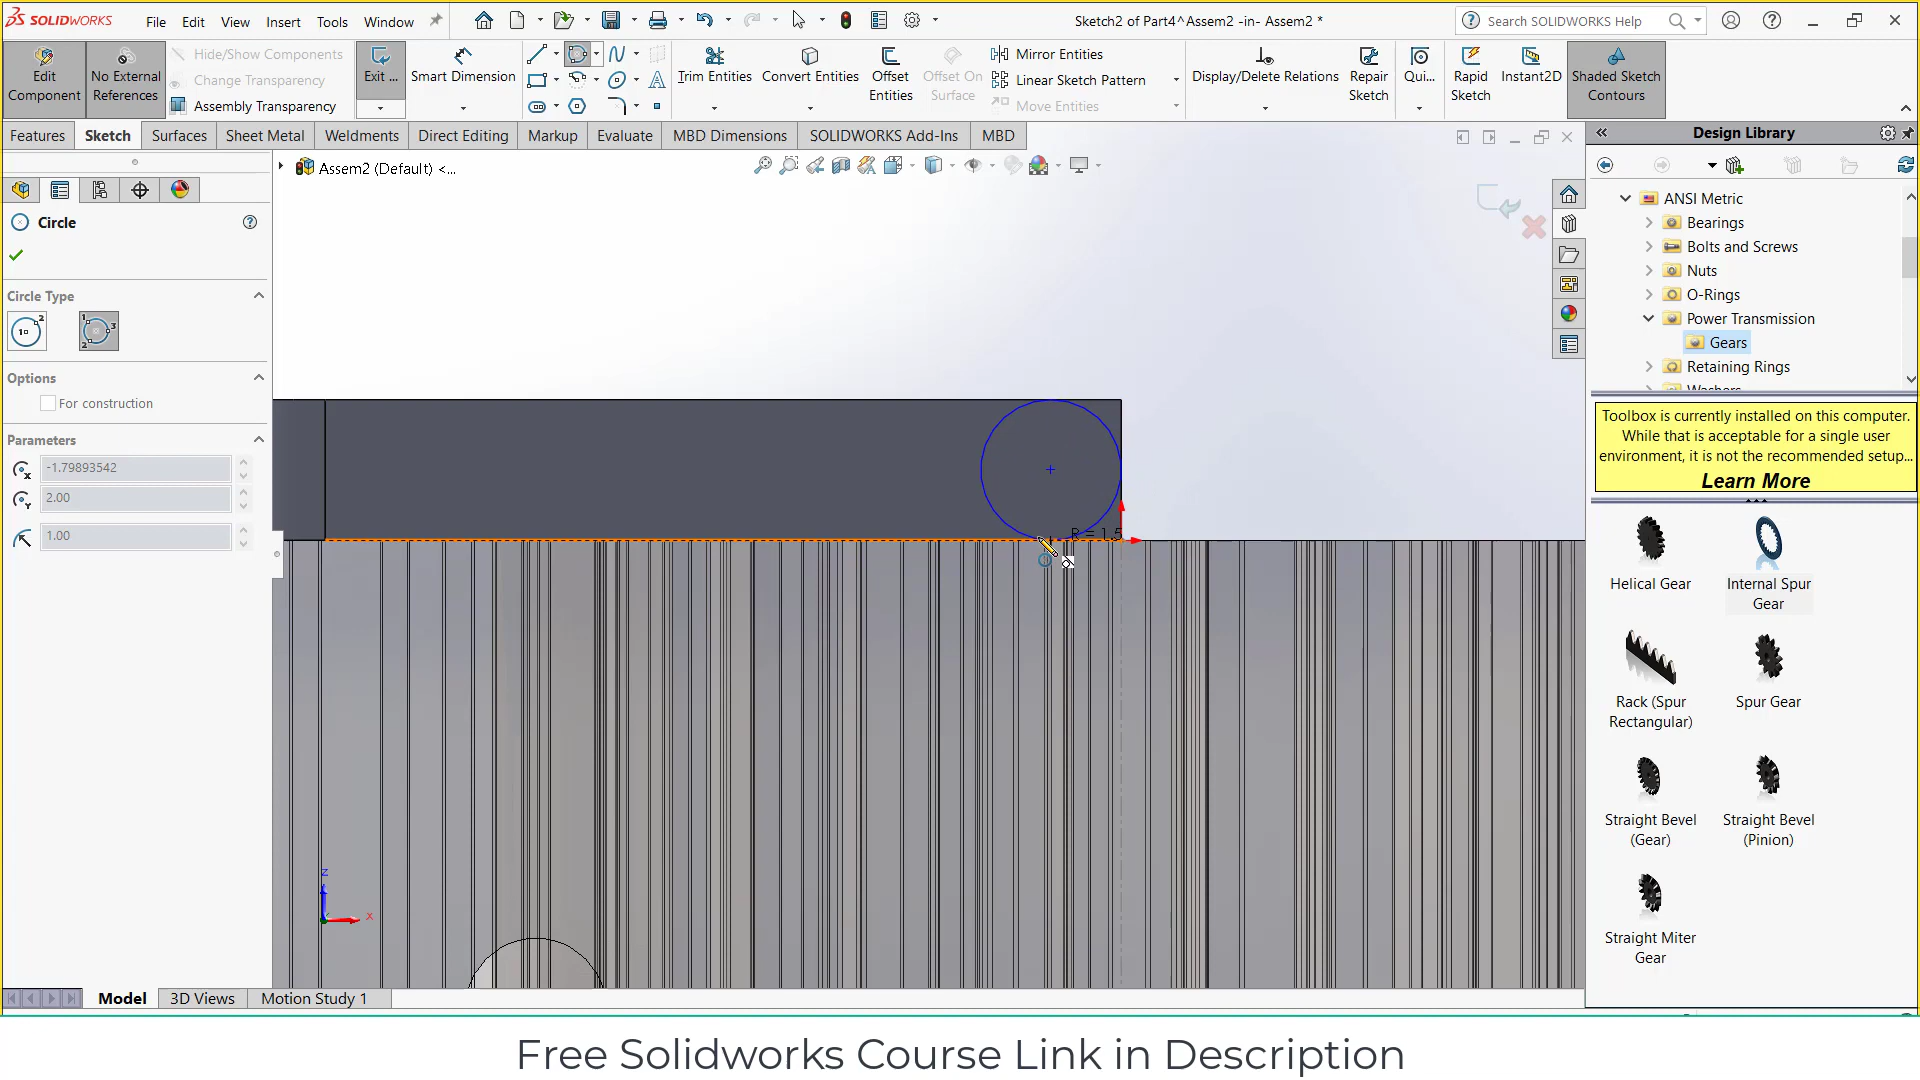 SOLIDWORKS File Edit View Insert Tools Window Sketch2 of Part4^Assem2 -in- Assem2 * Search SOLIDWORKS Help
Edit Component No External References Hide/Show Components Change Transparency Assembly Transparency Exit ... Smart Dimension Trim Entities Convert Entities Offset Entities Offset On Surface Mirror Entities Linear Sketch Pattern Move Entities Display/Delete Relations Repair Sketch Qui... Rapid Sketch Instant2D Shaded Sketch Contours
Features Sketch Surfaces Sheet Metal Weldments Direct Editing Markup Evaluate MBD Dimensions SOLIDWORKS Add-Ins MBD
Assem2 (Default) <...
Circle
Circle Type
Options
For construction
Parameters
-1.79893542
2.00
1.00
R = 1.5
z
x
Design Library
ANSI Metric
Bearings
Bolts and Screws
Nuts
O-Rings
Power Transmission
Gears
Retaining Rings
Washers
Toolbox is currently installed on this computer.
While that is acceptable for a single user
environment, it is not the recommended setup...
Learn More
Helical Gear
Internal Spur
Gear
Rack (Spur
Rectangular)
Spur Gear
Straight Bevel
(Gear)
Straight Bevel
(Pinion)
Straight Miter
Gear
Model 3D Views Motion Study 1
Free Solidworks Course Link in Description